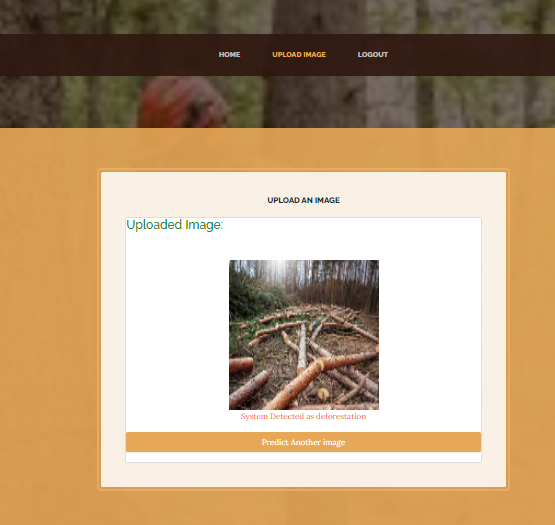 HOME UPLOAD IMAGE LOGOUT
UPLOAD AN IMAGE
Uploaded Image:
System Detected as deforestation
Predict Another image